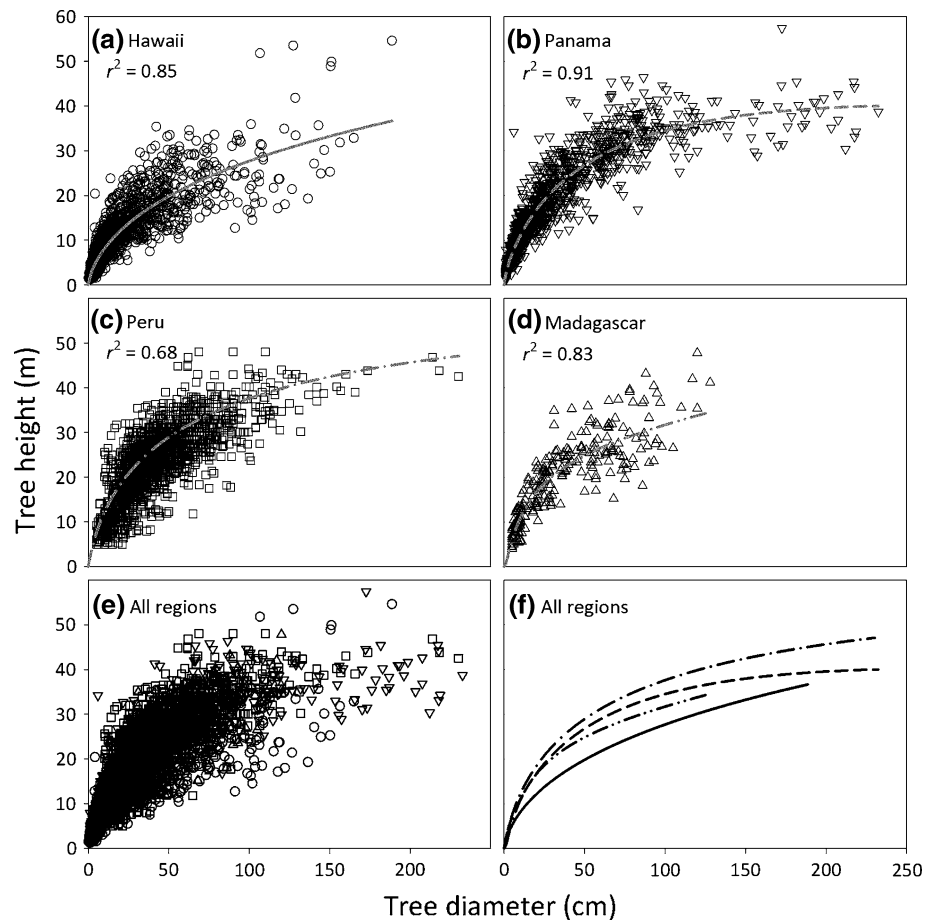 (a) Hawaii
r² = 0.85
(b) Panama
r² = 0.91
60
50
40
30
20
10
0
(c) Peru
r² = 0.68
(d) Madagascar
r² = 0.83
50
40
30
20
10
0
Tree height (m)
(e) All regions
(f) All regions
50
40
30
20
10
0
0 50 100 150 200
0 50 100 150 200 250
Tree diameter (cm)